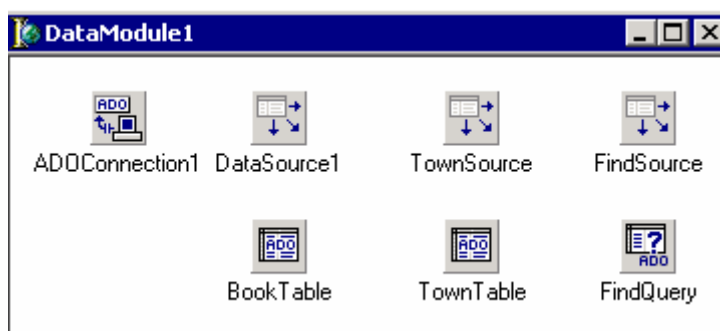 DataModule1
ADO
ADOConnection1 DataSource1 TownSource FindSource
ADO ADO ? ADO
BookTable TownTable FindQuery